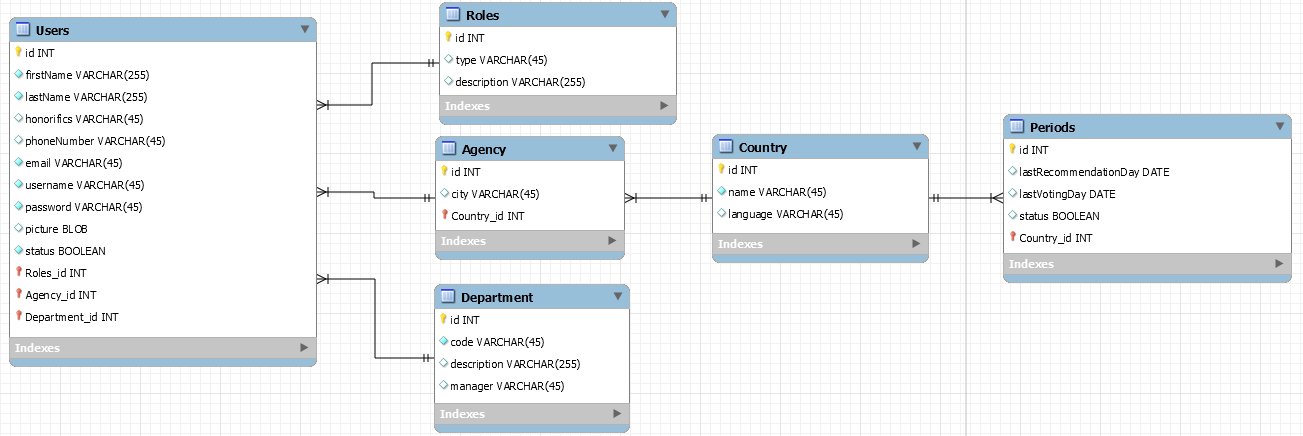 Users
id INT
firstName VARCHAR(255)
lastName VARCHAR(255)
honorifics VARCHAR(45)
phoneNumber VARCHAR(45)
email VARCHAR(45)
username VARCHAR(45)
password VARCHAR(45)
picture BLOB
status BOOLEAN
Roles_id INT
Agency_id INT
Department_id INT
Indexes
Roles
id INT
type VARCHAR(45)
description VARCHAR(255)
Indexes
Agency
id INT
city VARCHAR(45)
Country_id INT
Indexes
Department
id INT
code VARCHAR(45)
description VARCHAR(255)
manager VARCHAR(45)
Indexes
Country
id INT
name VARCHAR(45)
language VARCHAR(45)
Indexes
Periods
id INT
lastRecommendationDay DATE
lastVotingDay DATE
status BOOLEAN
Country_id INT
Indexes